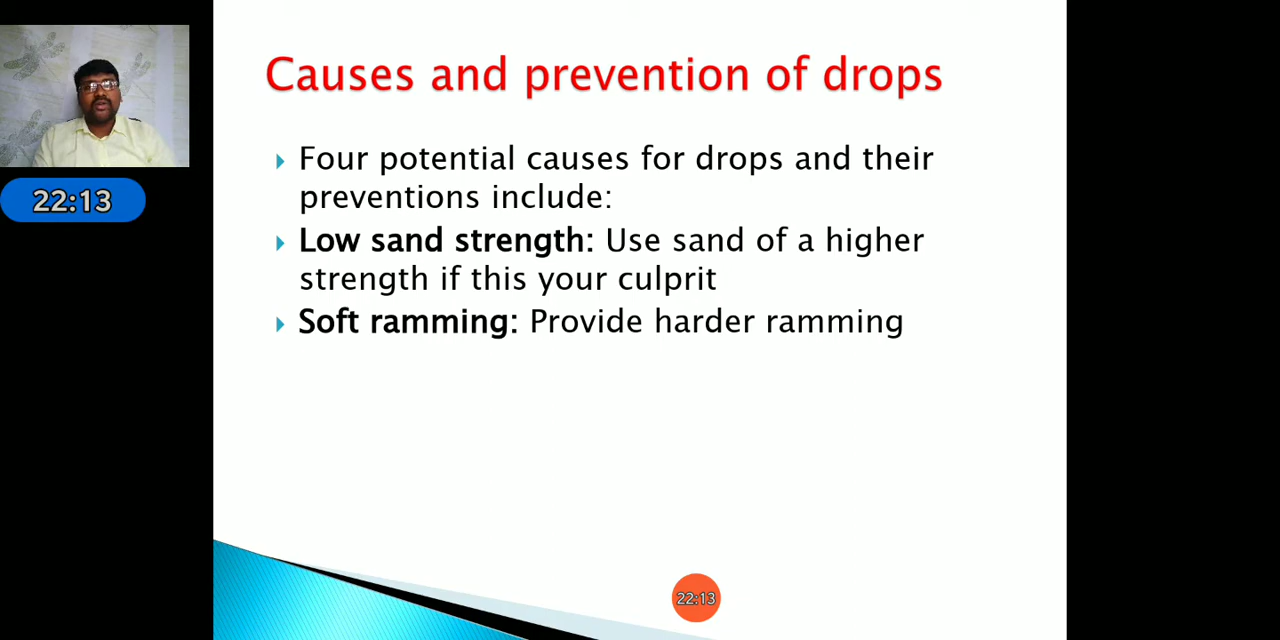 Causes and prevention of drops
22:13
Four potential causes for drops and their
preventions include:
Low sand strength: Use sand of a higher
strength if this your culprit
Soft ramming: Provide harder ramming
22:13